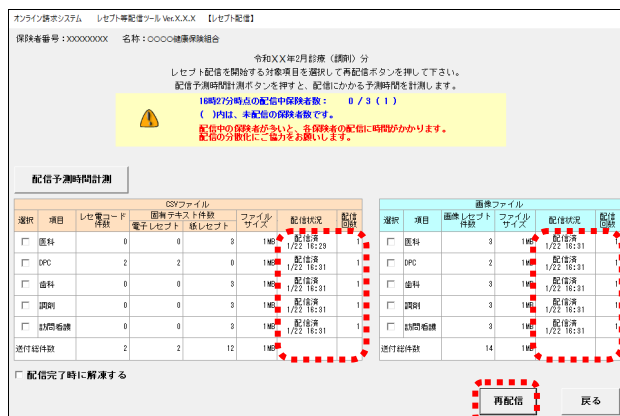 オンライン請求システム　レセプト等配信ツール Ver.X.X.X　【レセプト配信】
保険者番号：XXXXXXXX　名称：○○○○健康保険組合
令和XX年2月診療（調剤）分
レセプト配信を開始する対象項目を選択して再配信ボタンを押して下さい。
配信予測時間計測ボタンを押すと、配信にかかる予測時間を計測します。
16時27分時点の配信中保険者数：　0 / 3 ( 1 )
(　)内は、未配信の保険者数です。
配信中の保険者が多いと、各保険者の配信に時間がかかります。
配信の分散化にご協力をお願いします。
配信予測時間計測
CSVファイル
選択　項目　レセ電コード件数　固有テキスト件数　電子レセプト　紙レセプト　ファイルサイズ　配信状況　配信回数
医科　0　0　3　1MB　配信済 1/22 16:29　1
DPC　2　2　0　1MB　配信済 1/22 16:31　1
歯科　0　0　3　1MB　配信済 1/22 16:31　1
調剤　0　0　3　1MB　配信済 1/22 16:31　1
訪問看護　0　0　3　1MB　配信済 1/22 16:31　1
送付総件数　2　2　12　1MB
画像ファイル
選択　項目　画像レセプト件数　ファイルサイズ　配信状況　配信回数
医科　3　1MB　配信済 1/22 16:31　1
DPC　2　1MB　配信済 1/22 16:31　1
歯科　3　1MB　配信済 1/22 16:31　1
調剤　3　1MB　配信済 1/22 16:31　1
訪問看護　3　1MB　配信済 1/22 16:31　1
送付総件数　14　1MB
配信完了時に解凍する
再配信　戻る